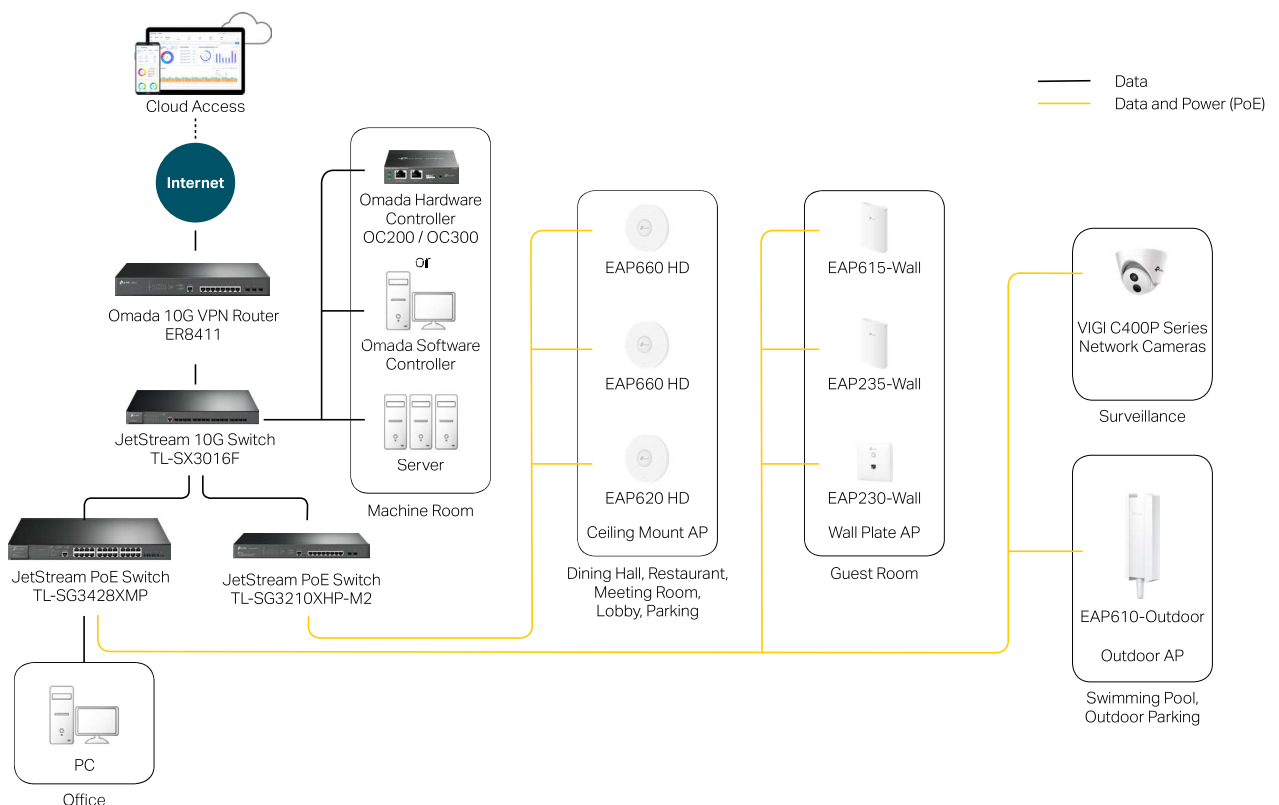 Cloud Access
Data
Data and Power (PoE)
Internet
Omada Hardware
Controller
OC200 / OC300
or
Omada Software
Controller
Server
Machine Room
Omada 10G VPN Router
ER8411
JetStream 10G Switch
TL-SX3016F
JetStream PoE Switch
TL-SG3428XMP
JetStream PoE Switch
TL-SG3210XHP-M2
PC
Office
EAP660 HD
EAP660 HD
EAP620 HD
Ceiling Mount AP
Dining Hall, Restaurant,
Meeting Room,
Lobby, Parking
EAP615-Wall
EAP235-Wall
EAP230-Wall
Wall Plate AP
Guest Room
VIGI C400P Series
Network Cameras
Surveillance
EAP610-Outdoor
Outdoor AP
Swimming Pool,
Outdoor Parking